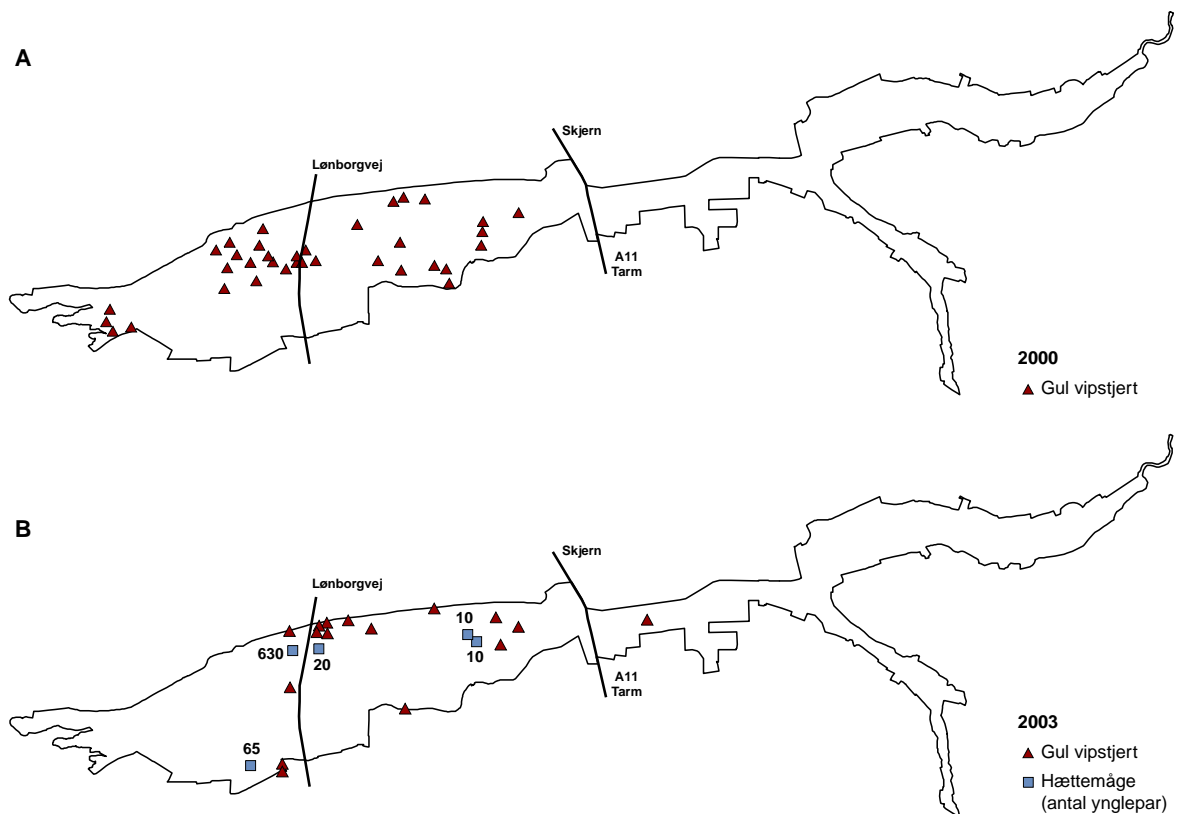 A
Skjern
Lønborgvej
A11
Tarm
2000
Gul vipstjert
B
Skjern
Lønborgvej
10
630
20
10
A11
Tarm
65
2003
Gul vipstjert
Hættemåge
(antal ynglepar)